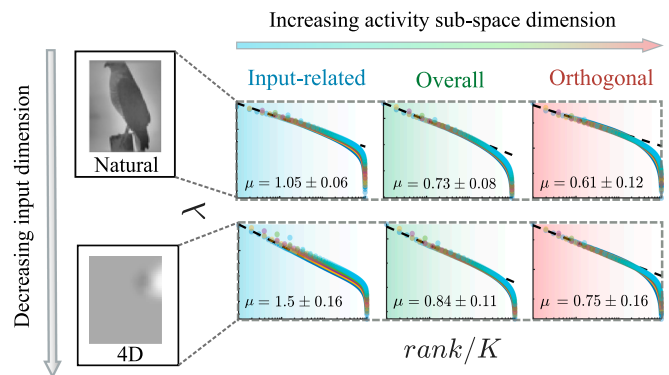 Increasing activity sub-space dimension
Input-related Overall Orthogonal
Decreasing input dimension
Natural
μ = 1.05 ± 0.06 μ = 0.73 ± 0.08 μ = 0.61 ± 0.12
λ
4D
μ = 1.5 ± 0.16 μ = 0.84 ± 0.11 μ = 0.75 ± 0.16
rank/K